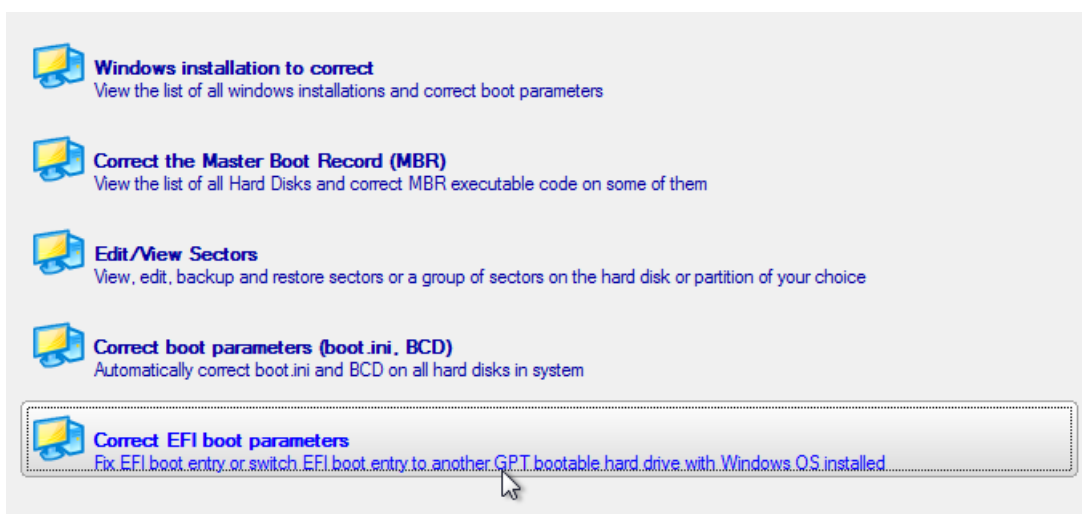 Windows installation to correct
View the list of all windows installations and correct boot parameters
Correct the Master Boot Record (MBR)
View the list of all Hard Disks and correct MBR executable code on some of them
Edit/View Sectors
View, edit, backup and restore sectors or a group of sectors on the hard disk or partition of your choice
Correct boot parameters (boot.ini, BCD)
Automatically correct boot.ini and BCD on all hard disks in system
Correct EFI boot parameters
Fix EFI boot entry or switch EFI boot entry to another GPT bootable hard drive with Windows OS installed